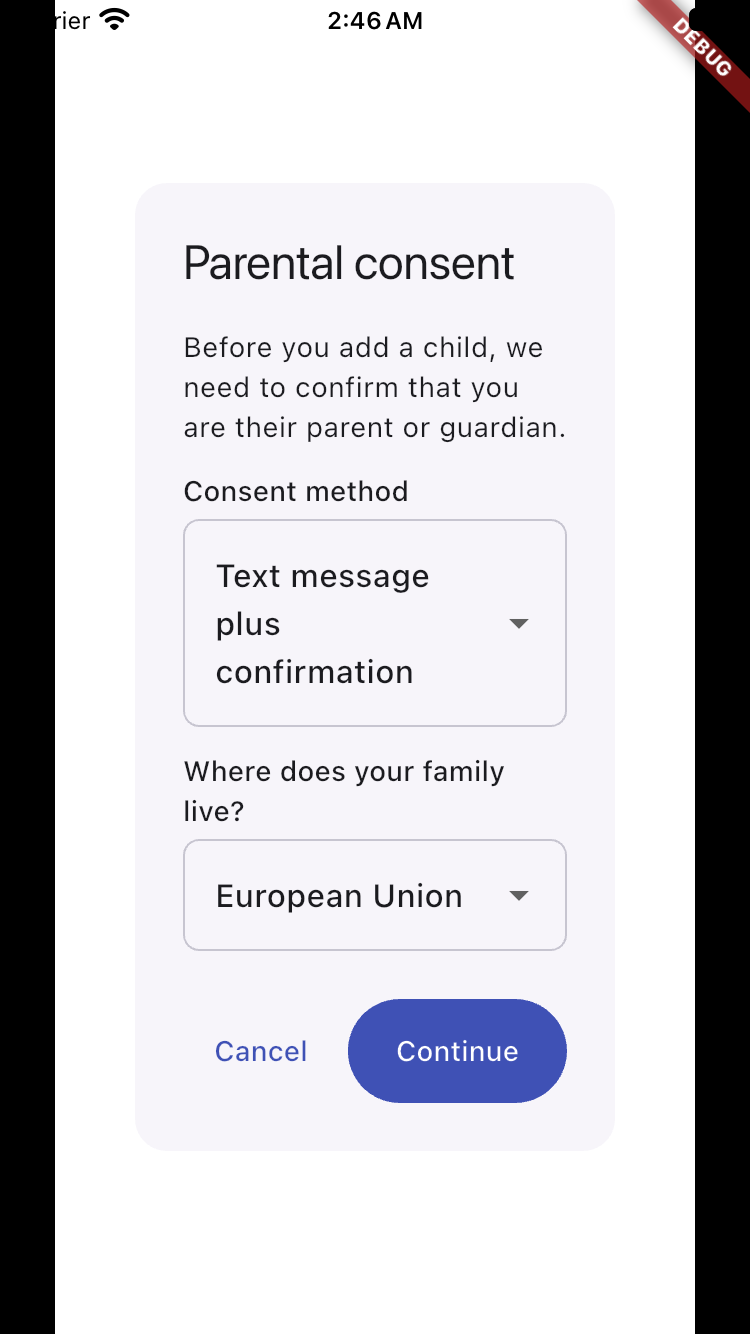 2:46 AM
DEBUG
Parental consent
Before you add a child, we
need to confirm that you
are their parent or guardian.
Consent method
Text message
plus
confirmation
Where does your family
live?
European Union
Cancel
Continue